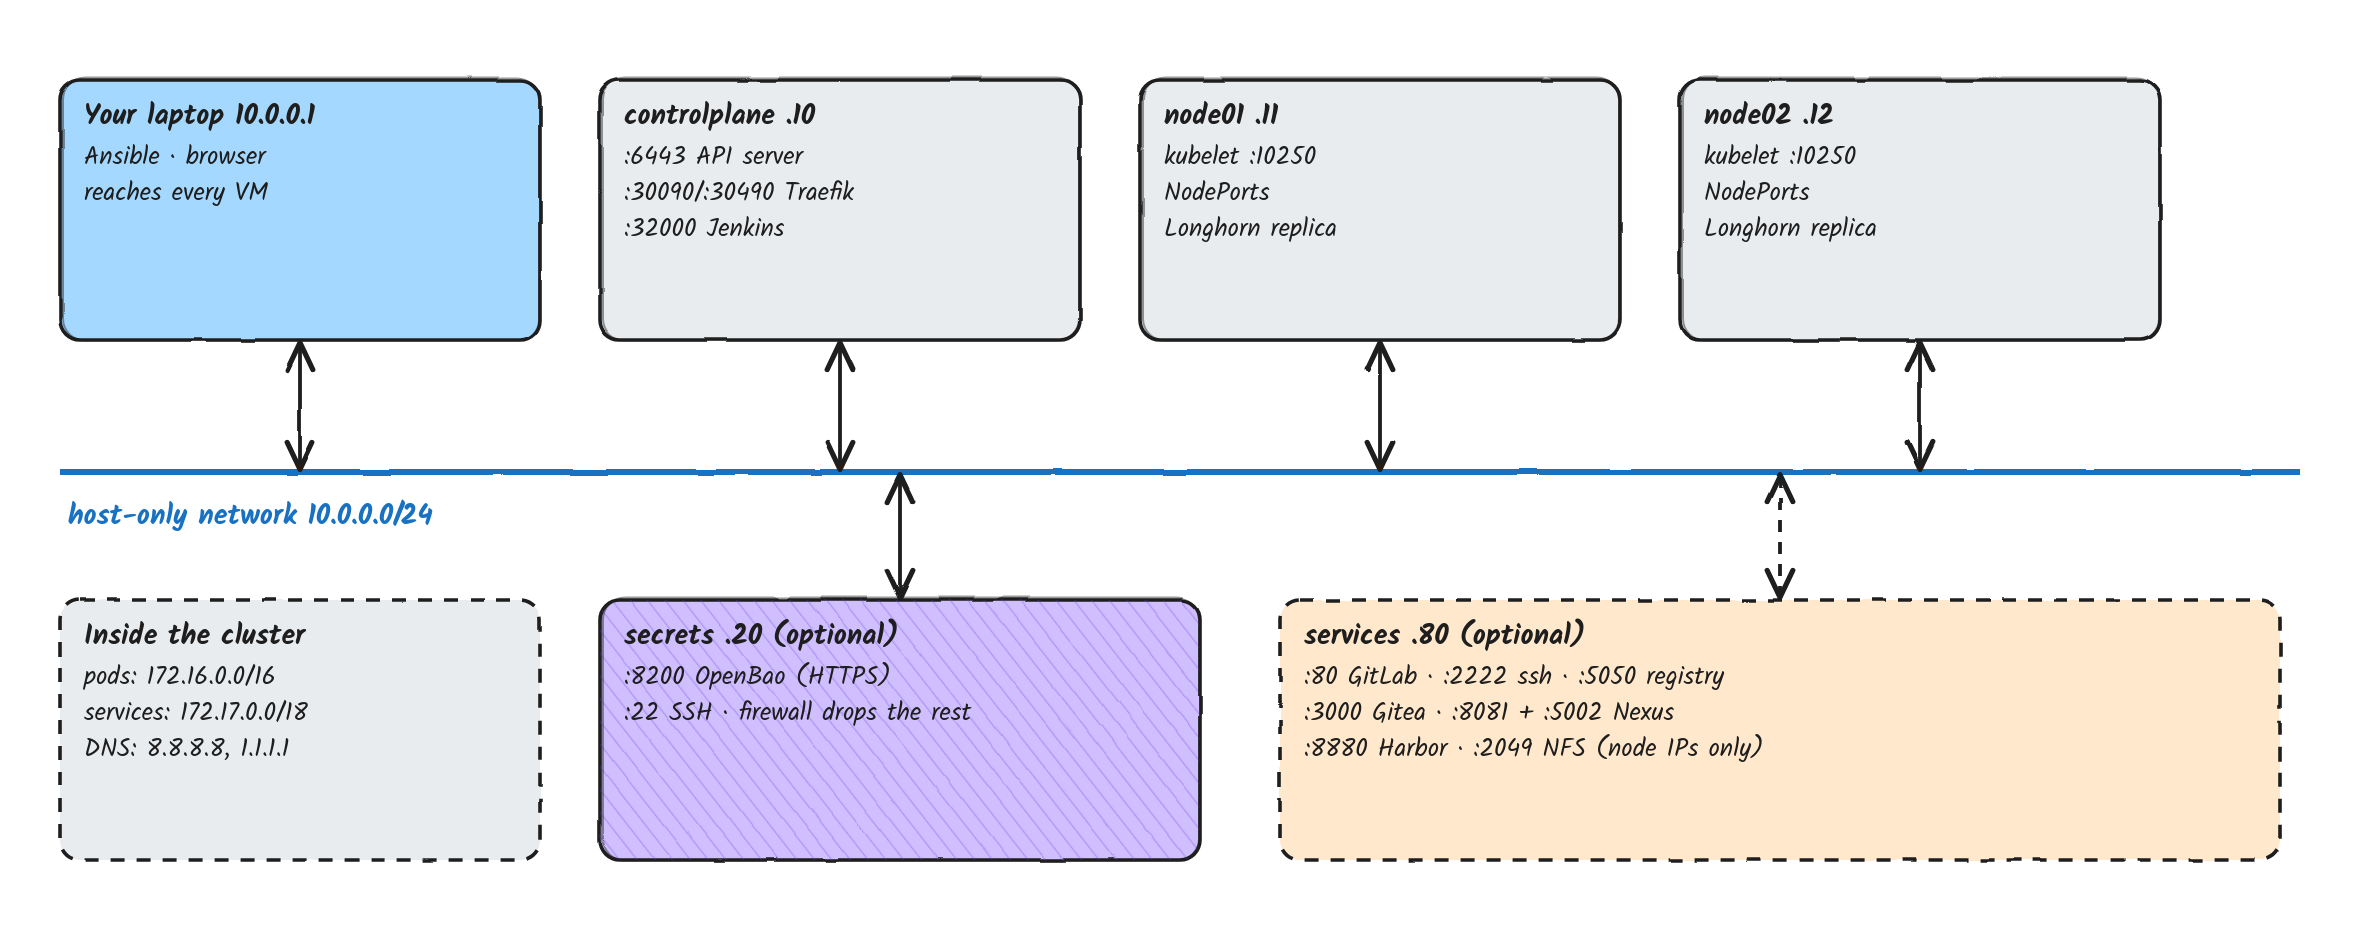 Your laptop 10.0.0.1
Ansible · browser
reaches every VM
controlplane .10
:6443 API server
:30090/:30490 Traefik
:32000 Jenkins
node01 .11
kubelet :10250
NodePorts
Longhorn replica
node02 .12
kubelet :10250
NodePorts
Longhorn replica
host-only network 10.0.0.0/24
Inside the cluster
pods: 172.16.0.0/16
services: 172.17.0.0/18
DNS: 8.8.8.8, 1.1.1.1
secrets .20 (optional)
:8200 OpenBao (HTTPS)
:22 SSH · firewall drops the rest
services .80 (optional)
:80 GitLab · :2222 ssh · :5050 registry
:3000 Gitea · :8081 + :5002 Nexus
:8880 Harbor · :2049 NFS (node IPs only)